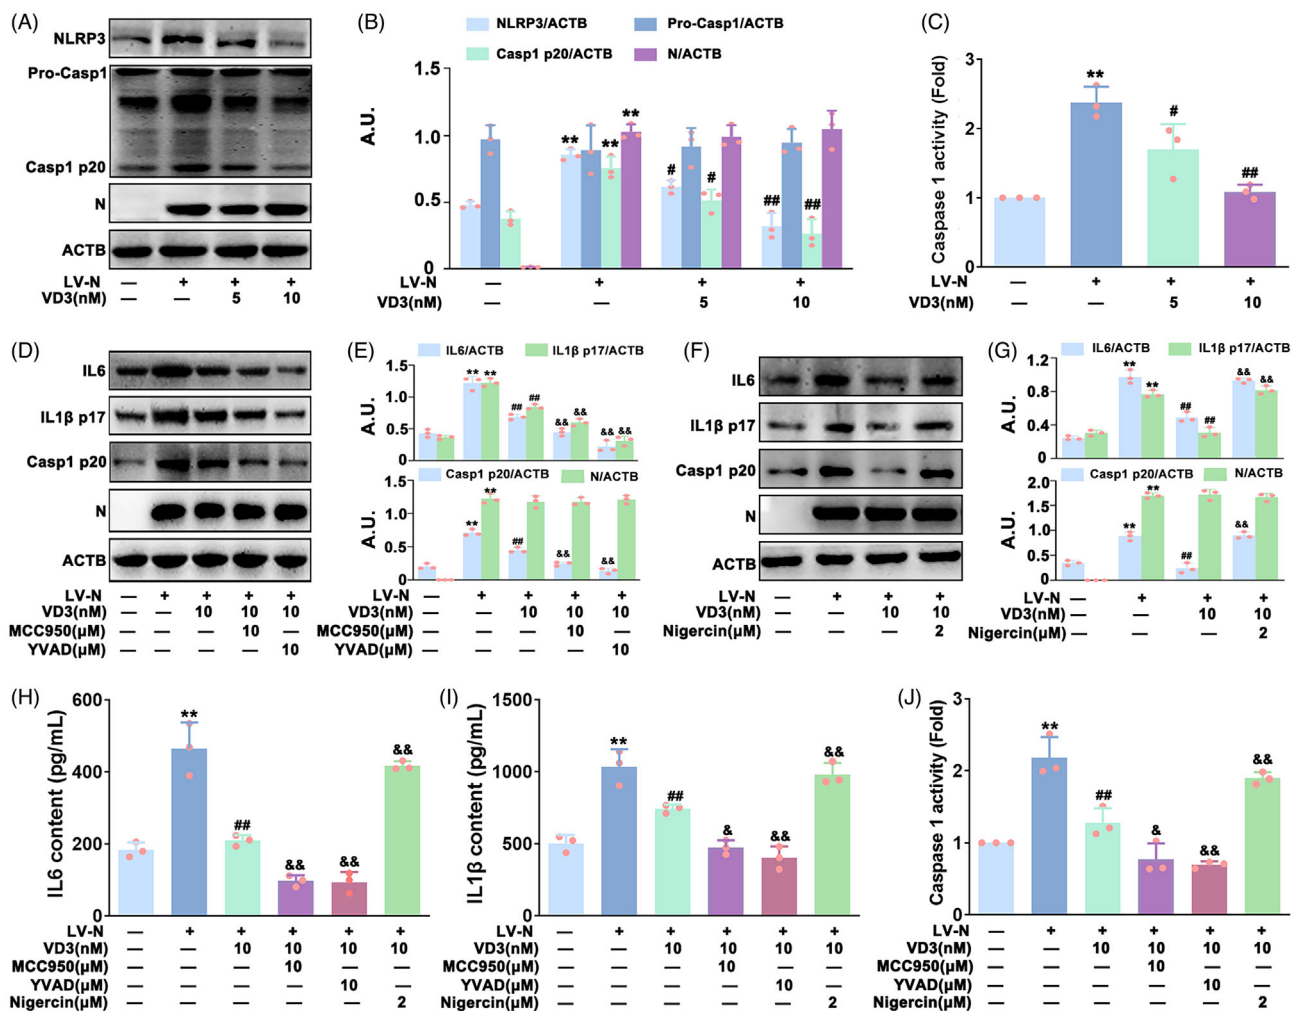 (A)
NLRP3
Pro-Casp1
Casp1 p20
N
ACTB
LV-N — + + +
VD3(nM) — — 5 10
(B)
NLRP3/ACTB Pro-Casp1/ACTB
Casp1 p20/ACTB N/ACTB
A.U.
1.5
1.0
0.5
0
** ** **
# #
## ##
LV-N — + + +
VD3(nM) — — 5 10
(C)
Caspase 1 activity (Fold)
3
2
1
0
** # ##
LV-N — + + +
VD3(nM) — — 5 10
(D)
IL6
IL1β p17
Casp1 p20
N
ACTB
LV-N — + + + +
VD3(nM) — — 10 10 10
MCC950(μM) — — — 10 —
YVAD(μM) — — — — 10
(E)
IL6/ACTB IL1β p17/ACTB
A.U.
1.5
1.0
0.5
0.0
** ** ## ## && && && &&
Casp1 p20/ACTB N/ACTB
A.U.
1.5
1.0
0.5
0
** ** ## && &&
LV-N — + + + +
VD3(nM) — — 10 10 10
MCC950(μM) — — — 10 —
YVAD(μM) — — — — 10
(F)
IL6
IL1β p17
Casp1 p20
N
ACTB
LV-N — + + +
VD3(nM) — — 10 10
Nigercin(μM) — — — 2
(G)
IL6/ACTB IL1β p17/ACTB
A.U.
1.2
0.8
0.4
0.0
** ** ## ## && &&
Casp1 p20/ACTB N/ACTB
A.U.
2.0
1.5
1.0
0.5
0
** ** ## &&
LV-N — + + +
VD3(nM) — — 10 10
Nigercin(μM) — — — 2
(H)
IL6 content (pg/mL)
600
400
200
0
** ## && && &&
LV-N — + + + + +
VD3(nM) — — 10 10 10 10
MCC950(μM) — — — 10 — —
YVAD(μM) — — — — 10 —
Nigercin(μM) — — — — — 2
(I)
IL1β content (pg/mL)
1500
1000
500
0
** ## & && &&
LV-N — + + + + +
VD3(nM) — — 10 10 10 10
MCC950(μM) — — — 10 — —
YVAD(μM) — — — — 10 —
Nigercin(μM) — — — — — 2
(J)
Caspase 1 activity (Fold)
3
2
1
0
** ## & && &&
LV-N — + + + + +
VD3(nM) — — 10 10 10 10
MCC950(μM) — — — 10 — —
YVAD(μM) — — — — 10 —
Nigercin(μM) — — — — — 2